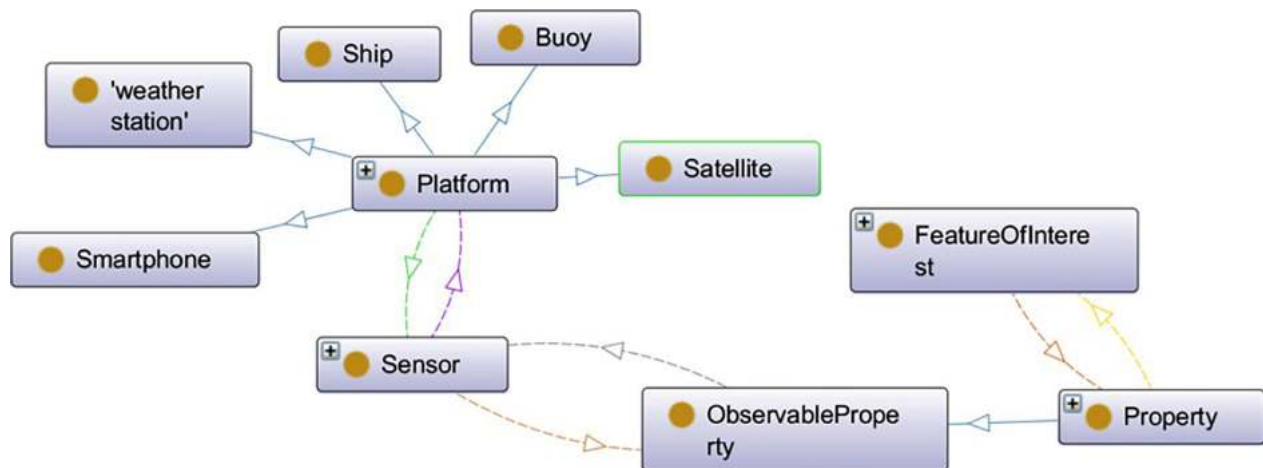 Ship
Buoy
'weather
station'
Platform
Satellite
Smartphone
FeatureOfIntere
st
Sensor
ObservablePrope
rty
Property